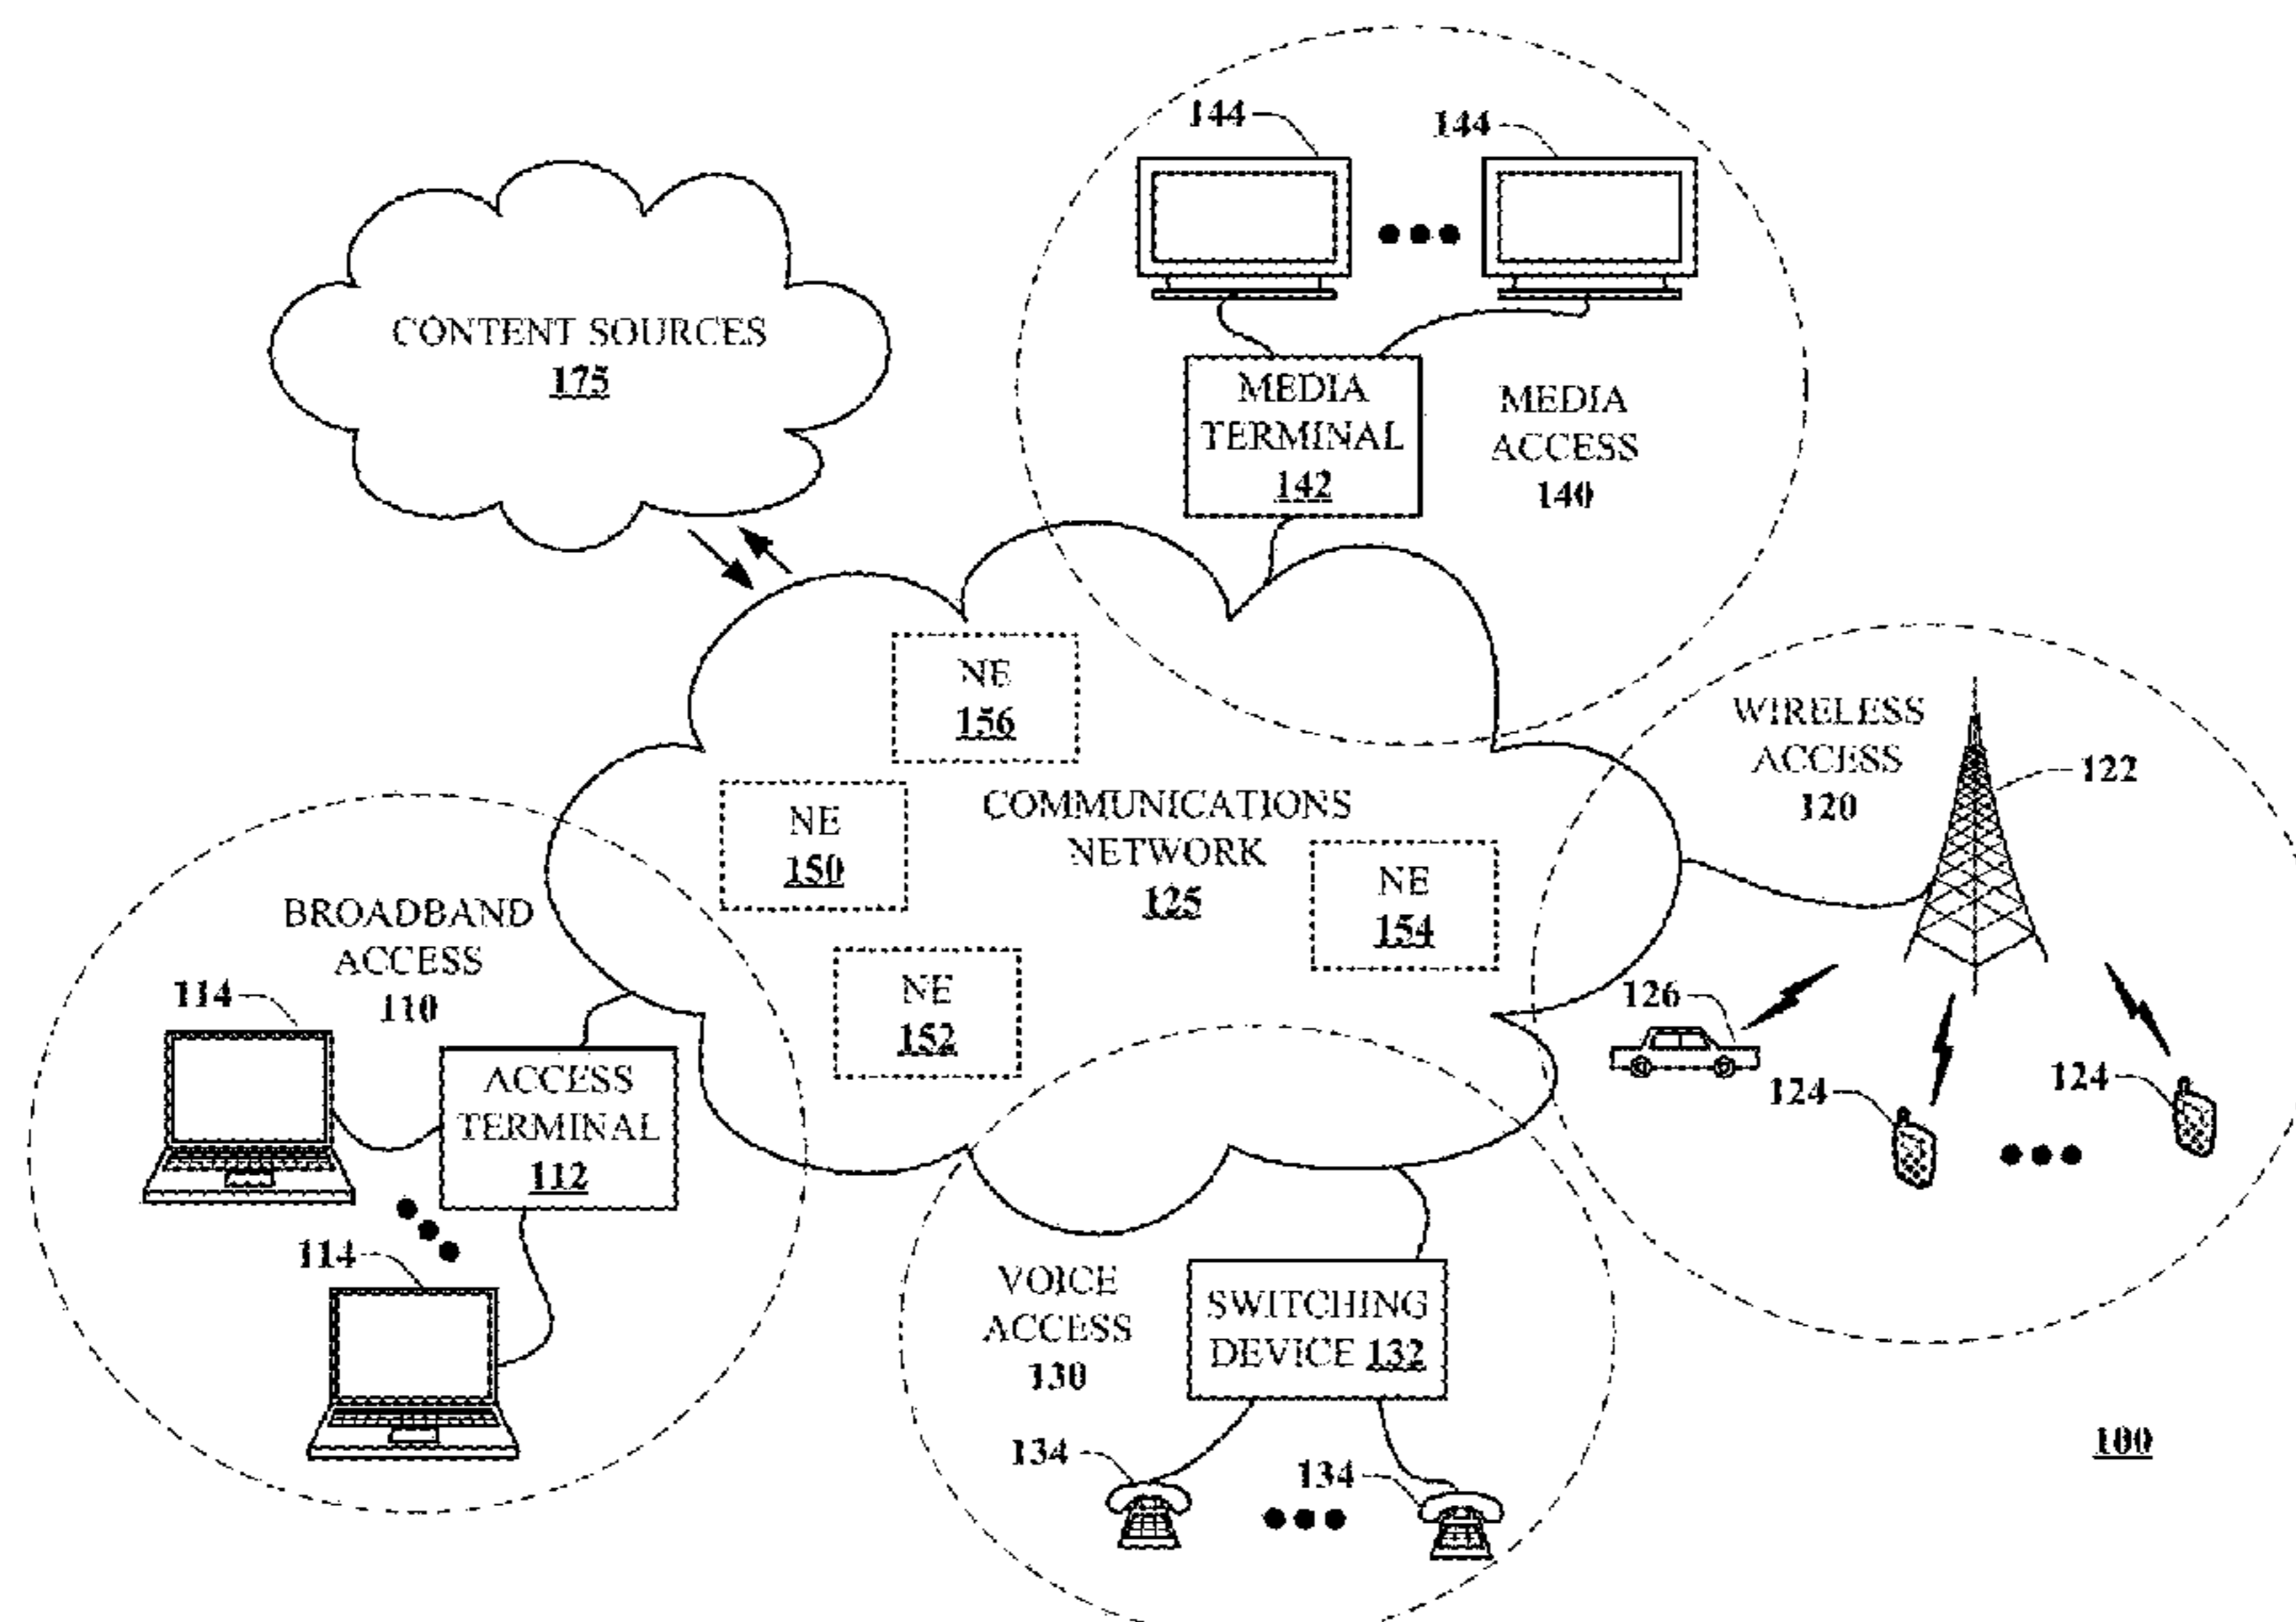 144
144
CONTENT SOURCES
175
MEDIA
TERMINAL
142
MEDIA
ACCESS
140
NE
156
WIRELESS
ACCESS
120
122
NE
150
COMMUNICATIONS
NETWORK
125
NE
154
BROADBAND
ACCESS
110
114
NE
152
126
124
124
ACCESS
TERMINAL
112
114
VOICE
ACCESS
130
SWITCHING
DEVICE 132
134
134
100